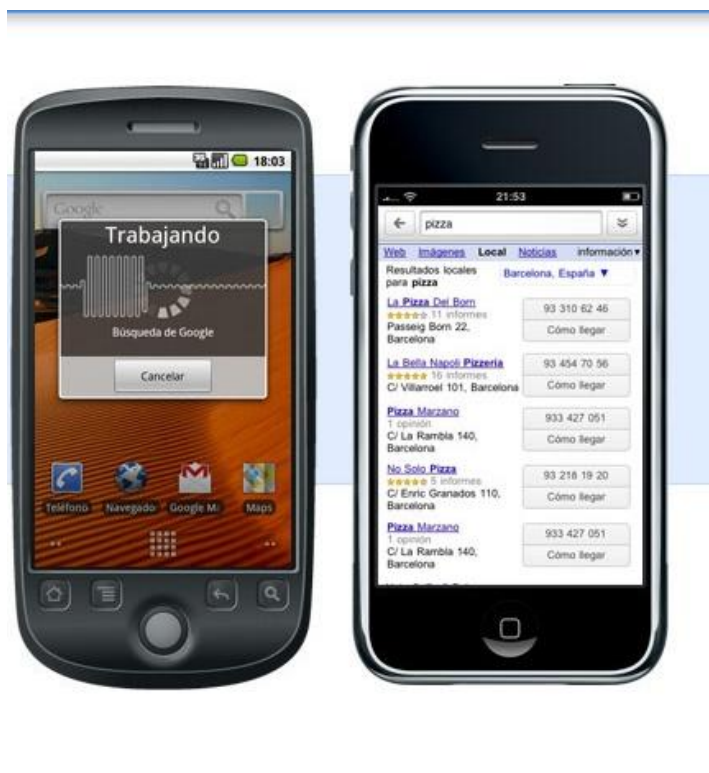 18:03
Google
Trabajando
Búsqueda de Google
Cancelar
Teléfono
Navegado
Google Ma
Maps
21:53
pizza
Web Imágenes Local Noticias información
Resultados locales para pizza
Barcelona, España
La Pizza Del Born
11 informes
Passeig Born 22,
Barcelona
93 310 62 46
Cómo llegar
La Bella Napoli Pizzeria
16 informes
C/ Villarroel 101, Barcelona
93 454 70 56
Cómo llegar
Pizza Marzano
1 opinión
C/ La Rambla 140,
Barcelona
933 427 051
Cómo llegar
No Solo Pizza
5 informes
C/ Enric Granados 110,
Barcelona
93 218 19 20
Cómo llegar
Pizza Marzano
1 opinión
C/ La Rambla 140,
Barcelona
933 427 051
Cómo llegar